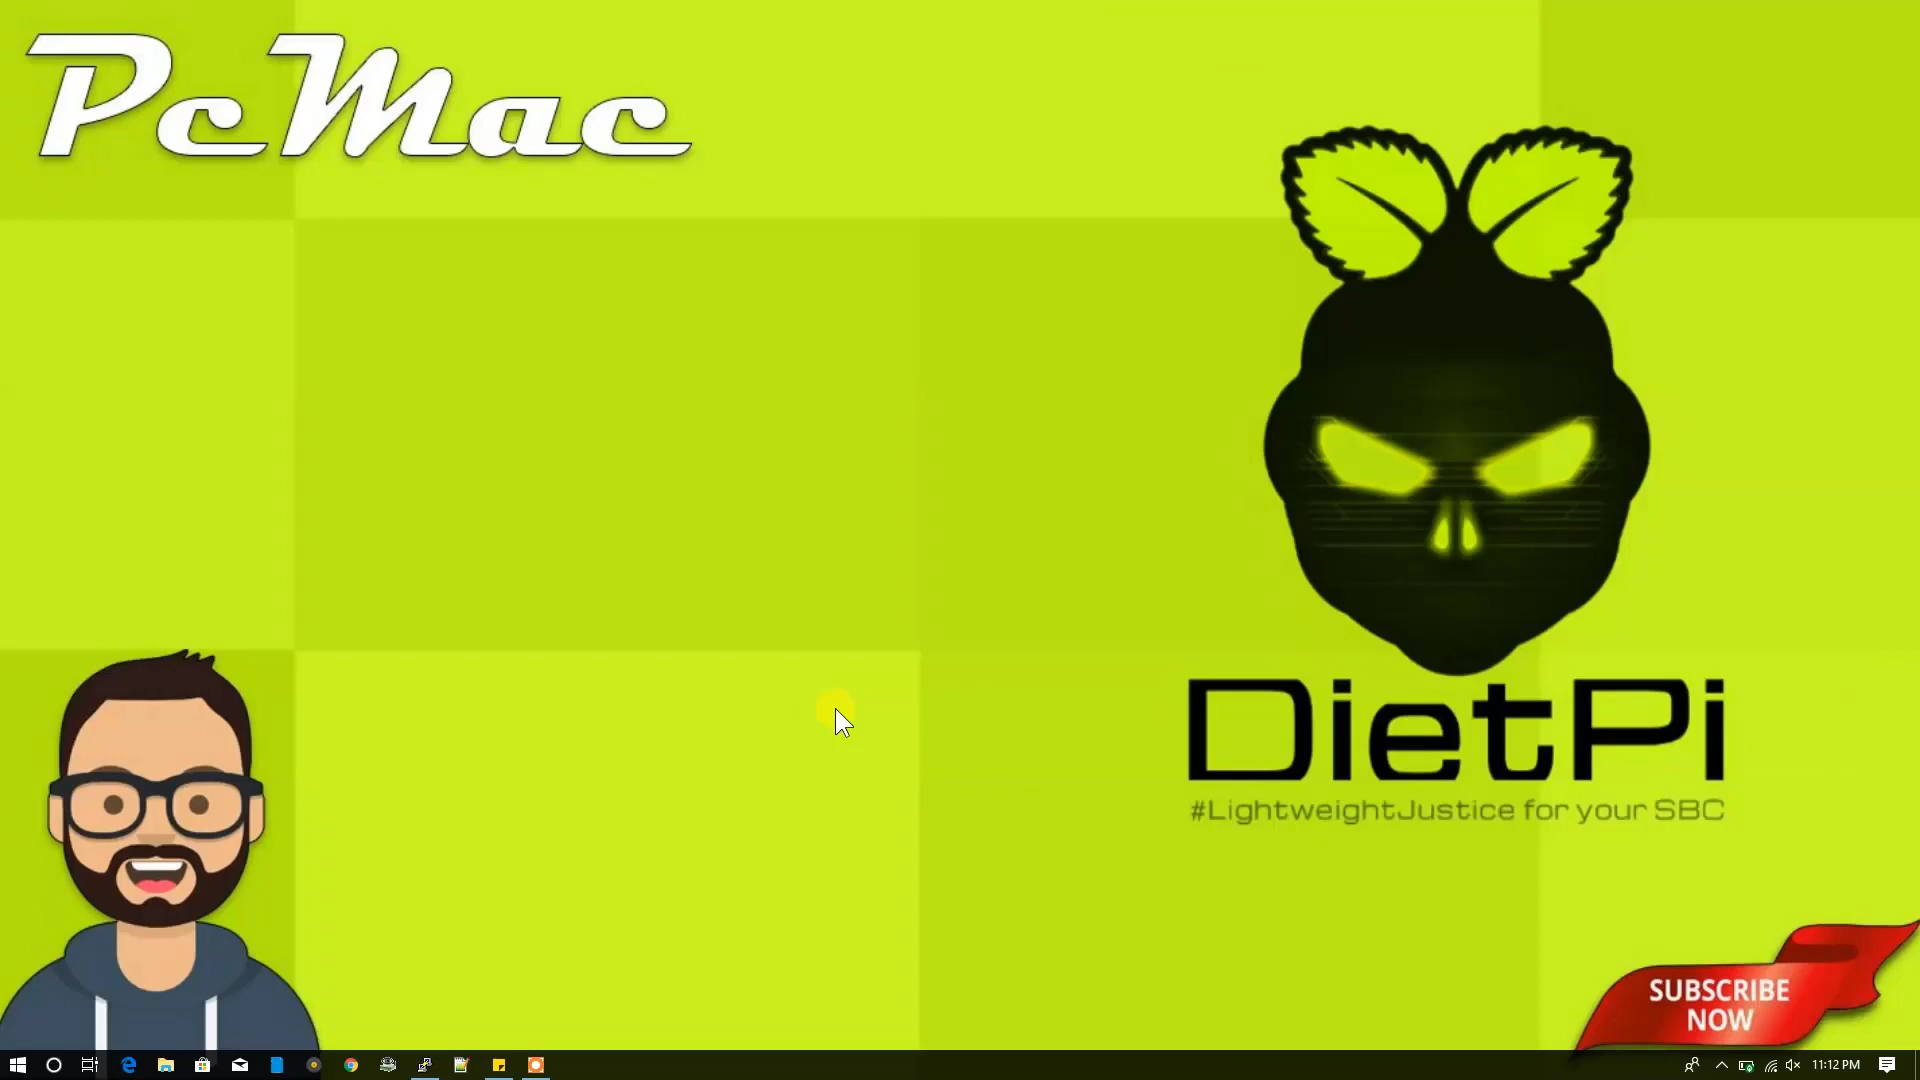 PcMac
DietPi
#LightweightJustice for your SBC
SUBSCRIBE
NOW
11:12 PM